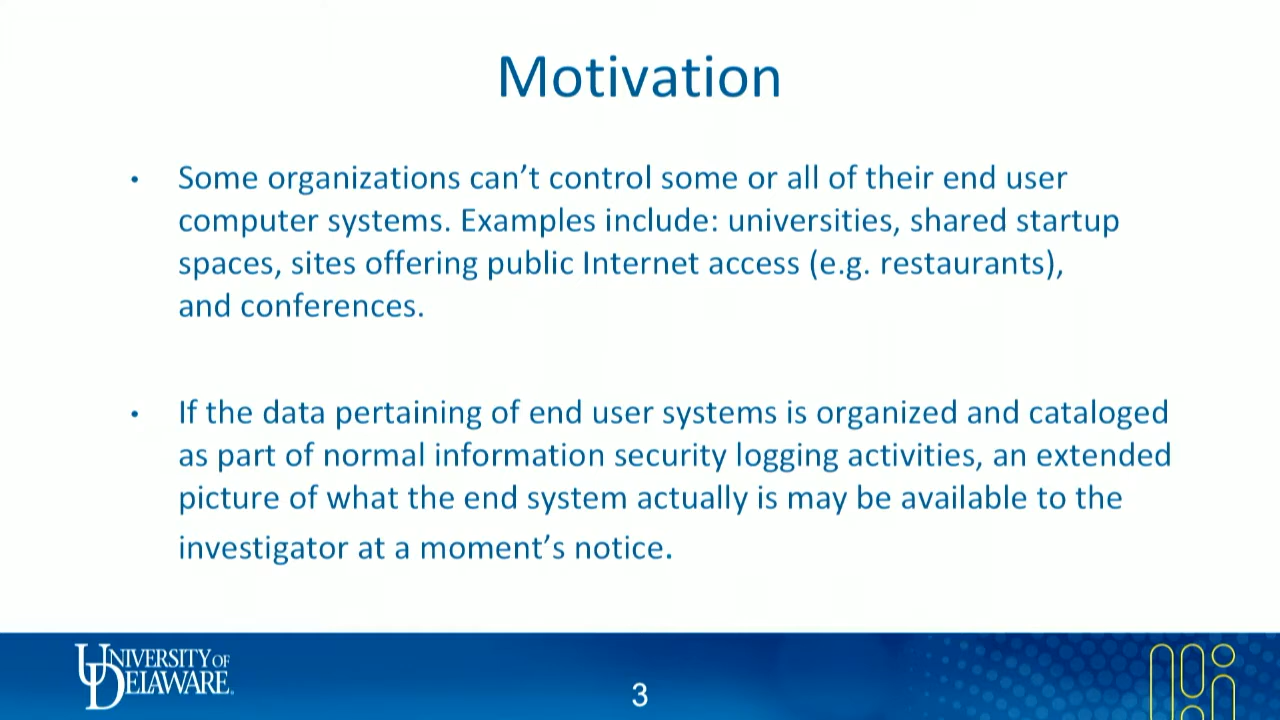 Motivation
• Some organizations can’t control some or all of their end user
computer systems. Examples include: universities, shared startup
spaces, sites offering public Internet access (e.g. restaurants),
and conferences.
• If the data pertaining of end user systems is organized and cataloged
as part of normal information security logging activities, an extended
picture of what the end system actually is may be available to the
investigator at a moment’s notice.
UNIVERSITY OF
DELAWARE.
3